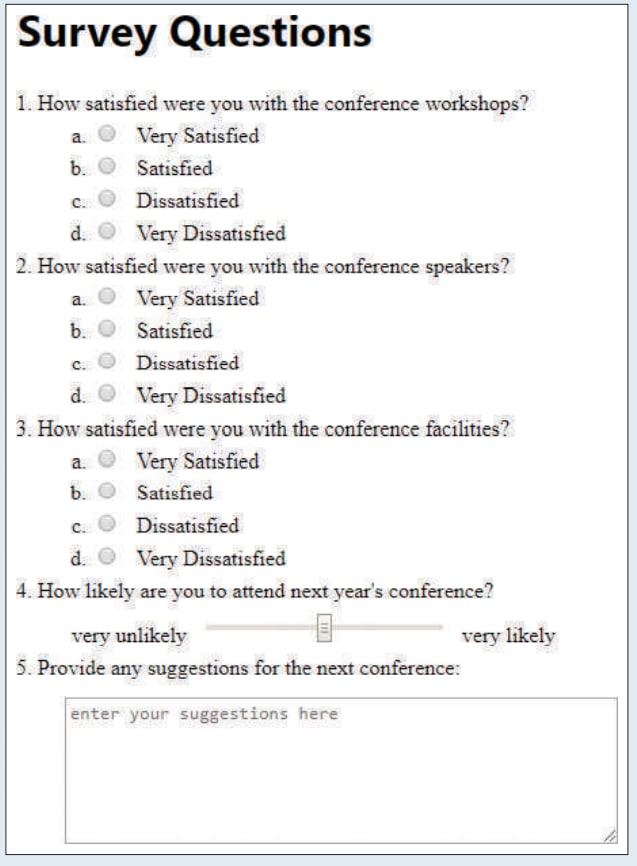 Survey Questions
1. How satisfied were you with the conference workshops?
a. Very Satisfied
b. Satisfied
c. Dissatisfied
d. Very Dissatisfied
2. How satisfied were you with the conference speakers?
a. Very Satisfied
b. Satisfied
c. Dissatisfied
d. Very Dissatisfied
3. How satisfied were you with the conference facilities?
a. Very Satisfied
b. Satisfied
c. Dissatisfied
d. Very Dissatisfied
4. How likely are you to attend next year's conference?
very unlikely very likely
5. Provide any suggestions for the next conference:
enter your suggestions here